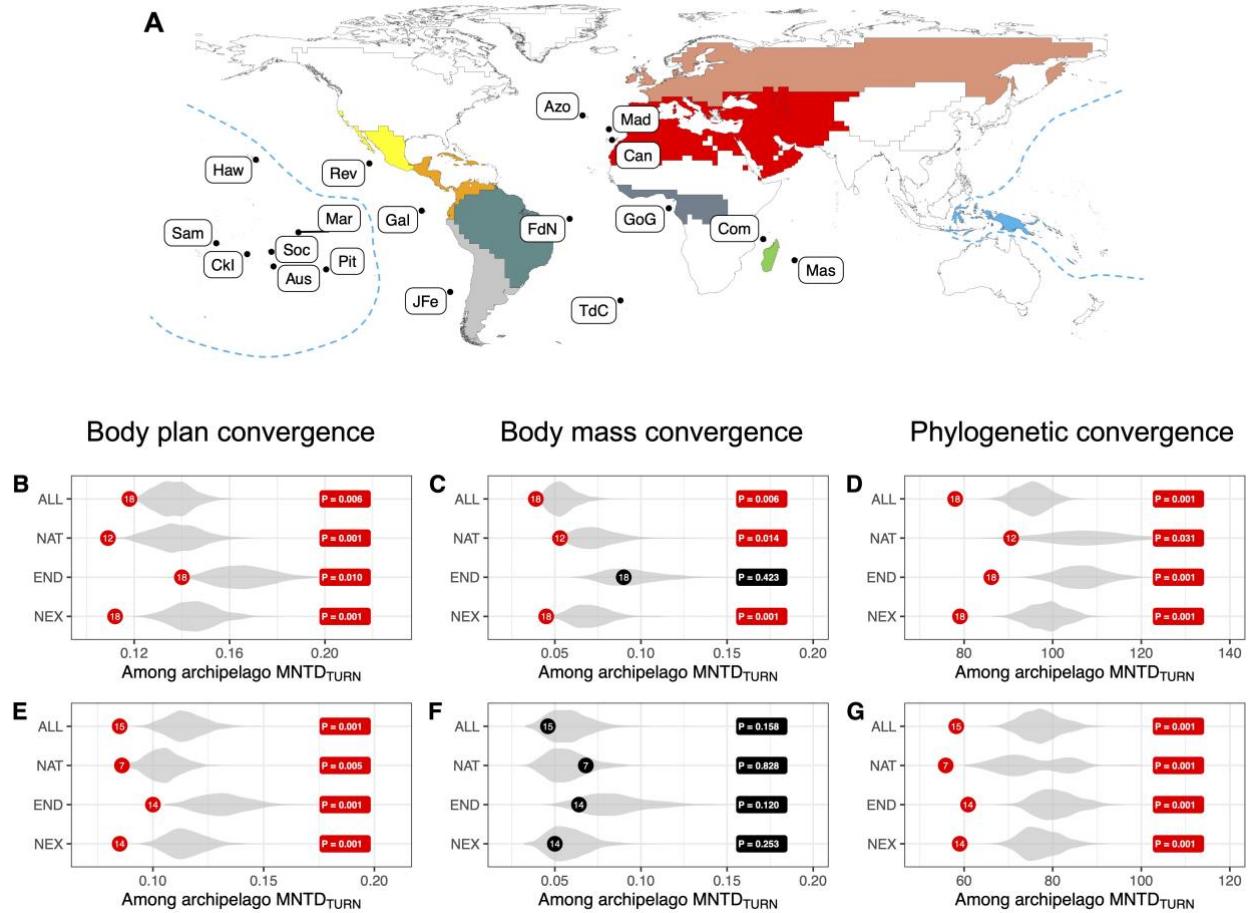 A
Azo
Mad
Can
Haw
Rev
Mar
Gal
FdN
GoG
Com
Sam
Ckl
Soc
Aus
Pit
Mas
JFe
TdC
Body plan convergence
Body mass convergence
Phylogenetic convergence
B
ALL 18 P = 0.006
NAT 12 P = 0.001
END 18 P = 0.010
NEX 18 P = 0.001
0.12 0.16 0.20
Among archipelago MNTDTURN
C
ALL 18 P = 0.006
NAT 12 P = 0.014
END 18 P = 0.423
NEX 18 P = 0.001
0.05 0.10 0.15 0.20
Among archipelago MNTDTURN
D
ALL 18 P = 0.001
NAT 12 P = 0.031
END 18 P = 0.001
NEX 18 P = 0.001
80 100 120 140
Among archipelago MNTDTURN
E
ALL 15 P = 0.001
NAT 7 P = 0.005
END 14 P = 0.001
NEX 14 P = 0.001
0.10 0.15 0.20
Among archipelago MNTDTURN
F
ALL 15 P = 0.158
NAT 7 P = 0.828
END 14 P = 0.120
NEX 14 P = 0.253
0.05 0.10 0.15 0.20
Among archipelago MNTDTURN
G
ALL 15 P = 0.001
NAT 7 P = 0.001
END 14 P = 0.001
NEX 14 P = 0.001
60 80 100 120
Among archipelago MNTDTURN